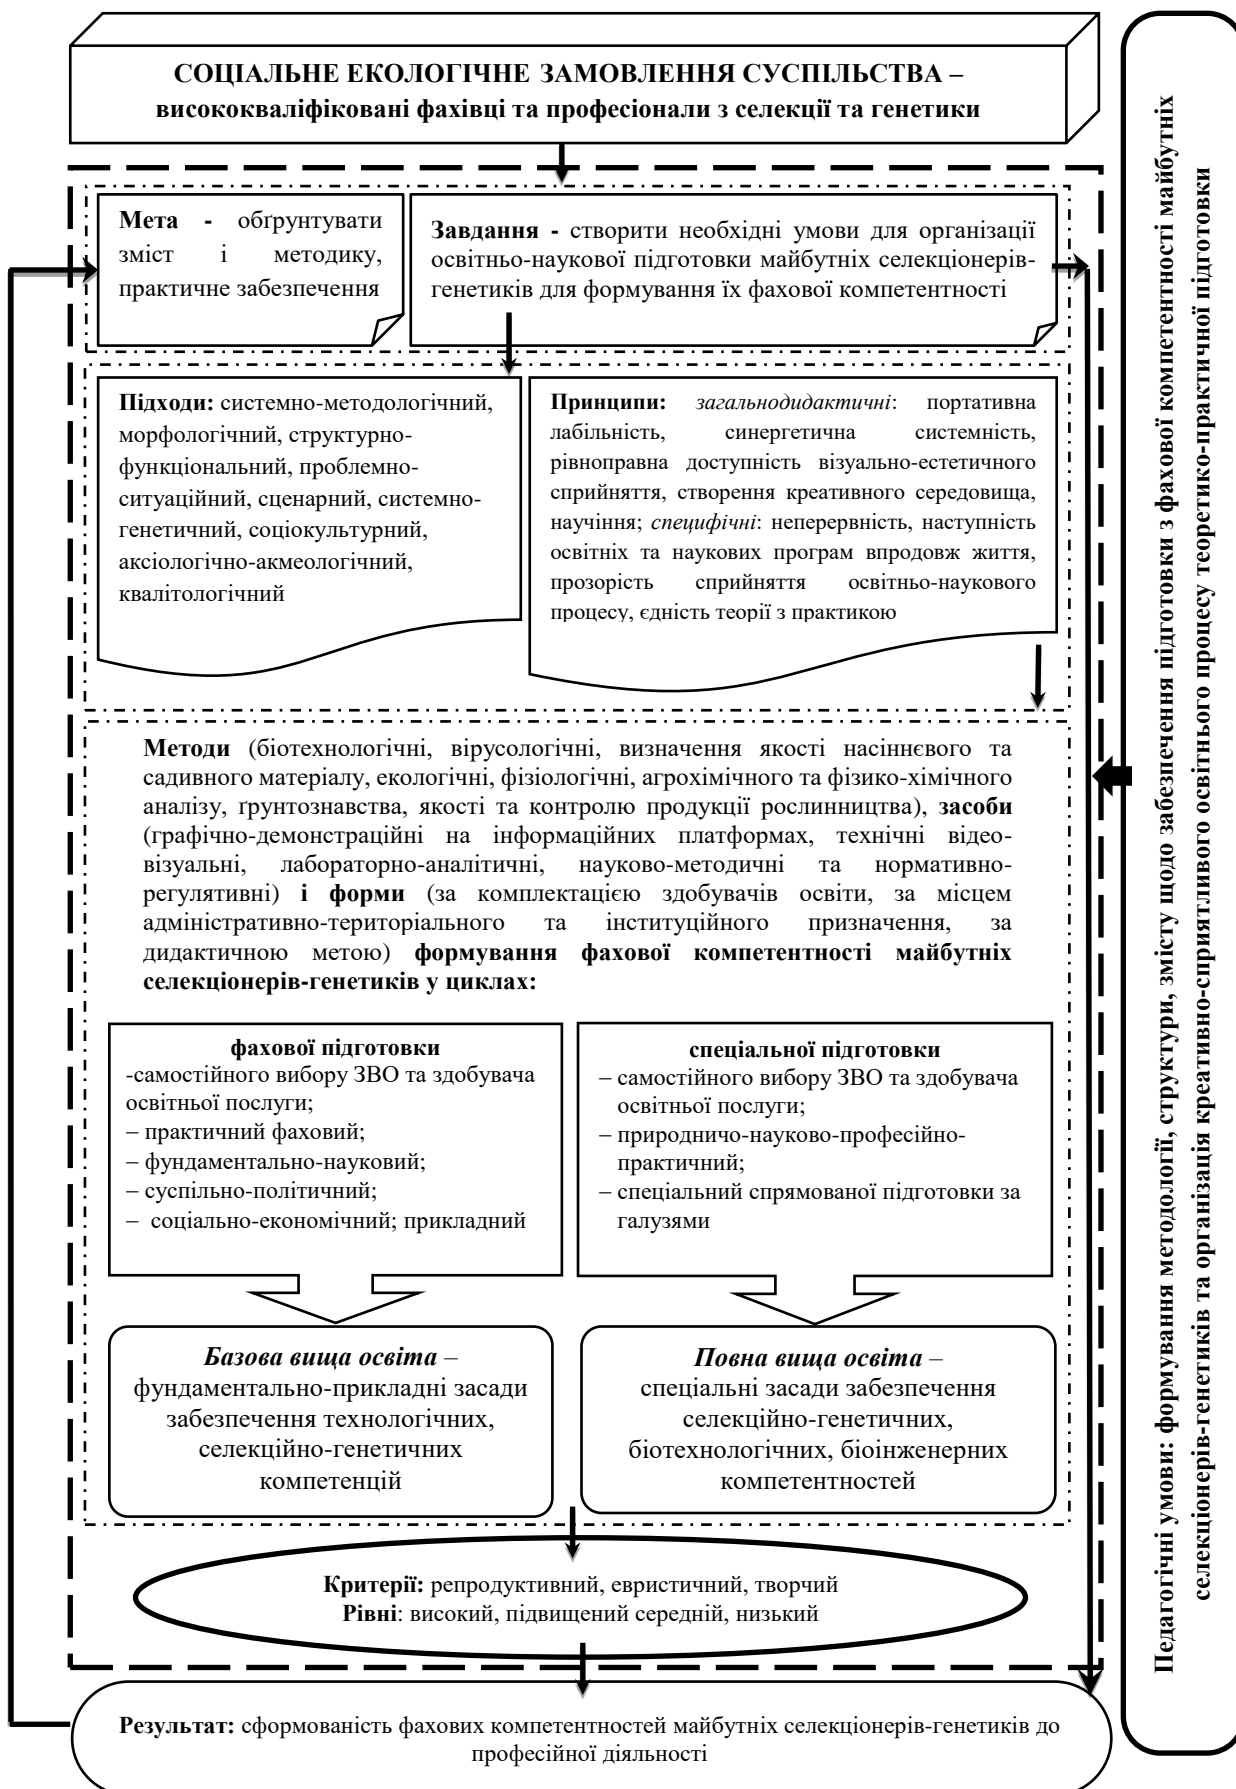 СОЦІАЛЬНЕ ЕКОЛОГІЧНЕ ЗАМОВЛЕННЯ СУСПІЛЬСТВА –
висококваліфіковані фахівці та професіонали з селекції та генетики
Мета - обґрунтувати
зміст і методику,
практичне забезпечення
Завдання - створити необхідні умови для організації
освітньо-наукової підготовки майбутніх селекціонерів-
генетиків для формування їх фахової компетентності
Підходи: системно-методологічний,
морфологічний, структурно-
функціональний, проблемно-
ситуаційний, сценарний, системно-
генетичний, соціокультурний,
аксіологічно-акмеологічний,
квалітологічний
Принципи: загальнодидактичні: портативна
лабільність, синергетична системність,
рівноправна доступність візуально-естетичного
сприйняття, створення креативного середовища,
научіння; специфічні: неперервність, наступність
освітніх та наукових програм впродовж життя,
прозорість сприйняття освітньо-наукового
процесу, єдність теорії з практикою
Методи (біотехнологічні, вірусологічні, визначення якості насіннєвого та
садивного матеріалу, екологічні, фізіологічні, агрохімічного та фізико-хімічного
аналізу, ґрунтознавства, якості та контролю продукції рослинництва), засоби
(графічно-демонстраційні на інформаційних платформах, технічні відео-
візуальні, лабораторно-аналітичні, науково-методичні та нормативно-
регулятивні) і форми (за комплектацією здобувачів освіти, за місцем
адміністративно-територіального та інституційного призначення, за
дидактичною метою) формування фахової компетентності майбутніх
селекціонерів-генетиків у циклах:
фахової підготовки
-самостійного вибору ЗВО та здобувача
освітньої послуги;
– практичний фаховий;
– фундаментально-науковий;
– суспільно-політичний;
– соціально-економічний; прикладний
спеціальної підготовки
– самостійного вибору ЗВО та здобувача
освітньої послуги;
– природничо-науково-професійно-
практичний;
– спеціальний спрямованої підготовки за
галузями
Базова вища освіта –
фундаментально-прикладні засади
забезпечення технологічних,
селекційно-генетичних
компетенцій
Повна вища освіта –
спеціальні засади забезпечення
селекційно-генетичних,
біотехнологічних, біоінженерних
компетентностей
Критерії: репродуктивний, евристичний, творчий
Рівні: високий, підвищений середній, низький
Результат: сформованість фахових компетентностей майбутніх селекціонерів-генетиків до
професійної діяльності
Педагогічні умови: формування методології, структури, змісту щодо забезпечення підготовки з фахової компетентності майбутніх
селекціонерів-генетиків та організація креативно-сприятливого освітнього процесу теоретико-практичної підготовки